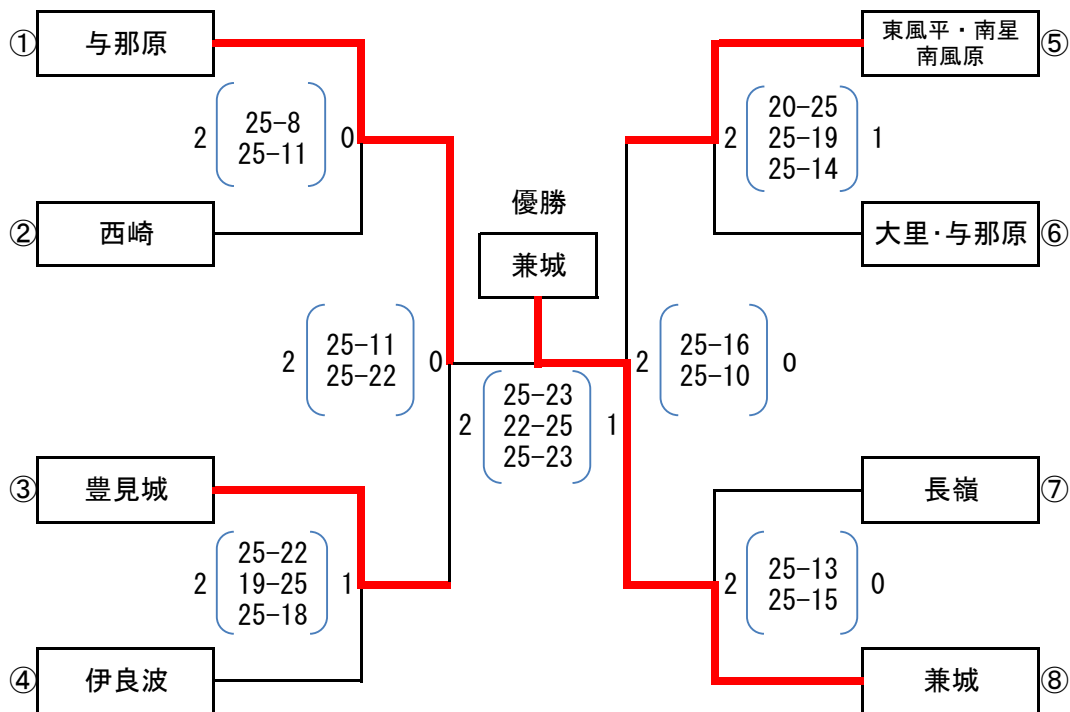 ① 与那原
2 25-8 0
25-11
② 西崎
2 25-11 0
25-22
③ 豊見城
2 25-22 1
19-25
25-18
④ 伊良波
優勝
兼城
2 25-23 1
22-25
25-23
東風平・南星 ⑤
南風原
2 20-25 1
25-19
25-14
大里・与那原 ⑥
2 25-16 0
25-10
長嶺 ⑦
2 25-13 0
25-15
兼城 ⑧